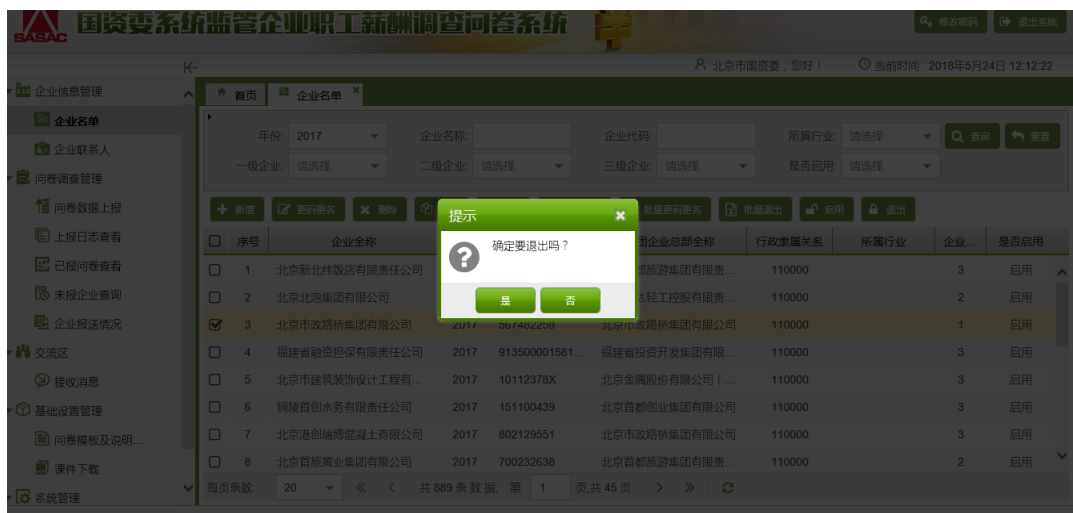 SASAC 国资委系统监管企业职工薪酬调查问卷系统 修改密码 退出系统
北京市国资委，您好！ 当前时间：2018年5月24日 12:12:22
企业信息管理
企业名单
企业联系人
问卷调查管理
问卷数据上报
上报日志查看
已报问卷查看
未报企业查询
企业报送情况
交流区
接收消息
基础设置管理
问卷模板及说明...
课件下载
系统管理
首页 企业名单
年份: 2017 企业名称: 企业代码: 所属行业: 请选择 查询 重置
一级企业: 请选择 二级企业: 请选择 三级企业: 请选择 是否启用: 请选择
新增 更码更名 删除 批量更码更名 批量退出 启用 退出
序号 企业全称 团企业总部全称 行政隶属关系 所属行业 企业... 是否启用
1 北京新北纬饭店有限责任公司 都旅游集团有限责... 110000 3 启用
2 北京北泡集团有限公司 轻工控股有限责... 110000 2 启用
3 北京市政路桥集团有限公司 2017 567482258 北京市政路桥集团有限公司 110000 1 启用
4 福建省融资担保有限责任公司 2017 913500001581... 福建省投资开发集团有限... 110000 3 启用
5 北京市建筑装饰设计工程有... 2017 10112378X 北京金隅股份有限公司（... 110000 3 启用
6 铜陵首创水务有限责任公司 2017 151100439 北京首都创业集团有限公司 110000 3 启用
7 北京港创瑞博混凝土有限公司 2017 802129551 北京市政路桥集团有限公司 110000 3 启用
8 北京首旅置业集团有限公司 2017 700232638 北京首都旅游集团有限责... 110000 2 启用
每页条数: 20 共 889 条 数 据, 第 1 页,共 45 页
提示
确定要退出吗？
是 否